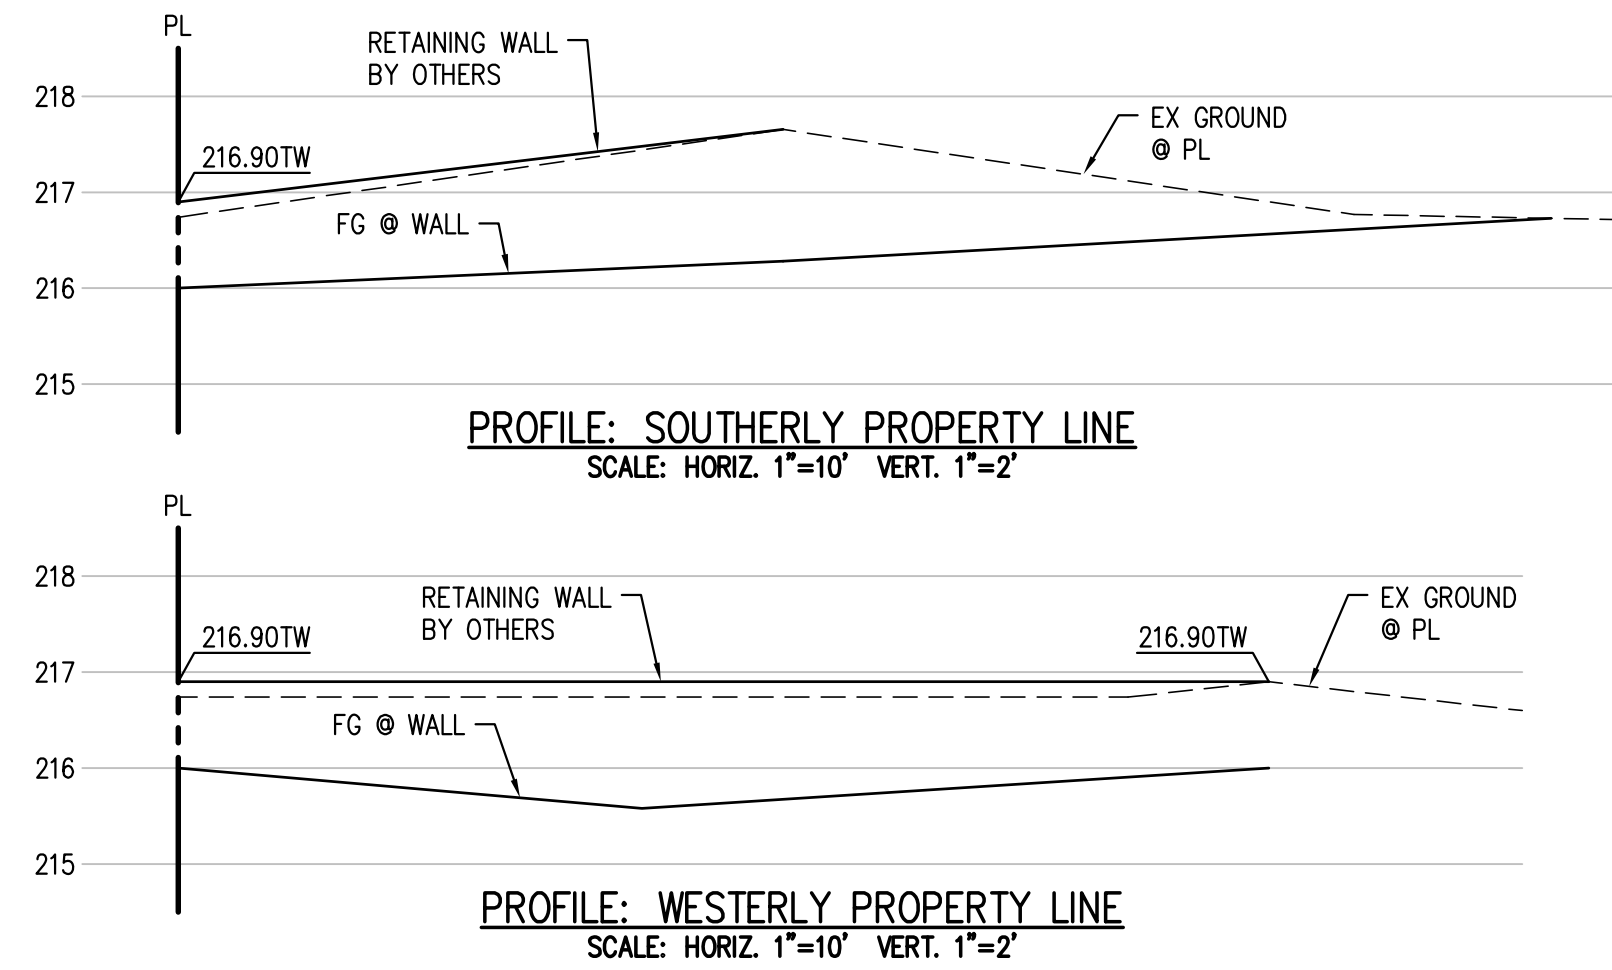 PL
RETAINING WALL
BY OTHERS
218
EX GROUND
@ PL
216.90TW
217
FG @ WALL
216
215
PROFILE: SOUTHERLY PROPERTY LINE
SCALE: HORIZ. 1"=10' VERT. 1"=2'
PL
218
RETAINING WALL
BY OTHERS
EX GROUND
@ PL
216.90TW
216.90TW
217
FG @ WALL
216
215
PROFILE: WESTERLY PROPERTY LINE
SCALE: HORIZ. 1"=10' VERT. 1"=2'